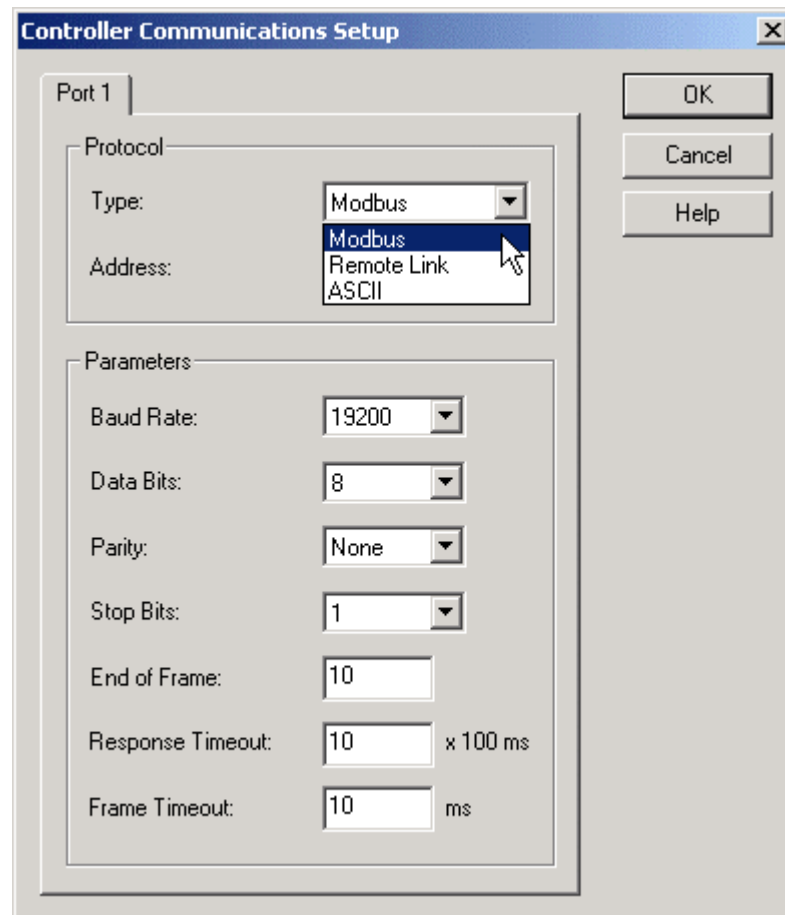 Controller Communications Setup
Port 1
OK
Cancel
Help
Protocol
Type: Modbus
Modbus
Remote Link
ASCII
Address:
Parameters
Baud Rate: 19200
Data Bits: 8
Parity: None
Stop Bits: 1
End of Frame: 10
Response Timeout: 10 x 100 ms
Frame Timeout: 10 ms